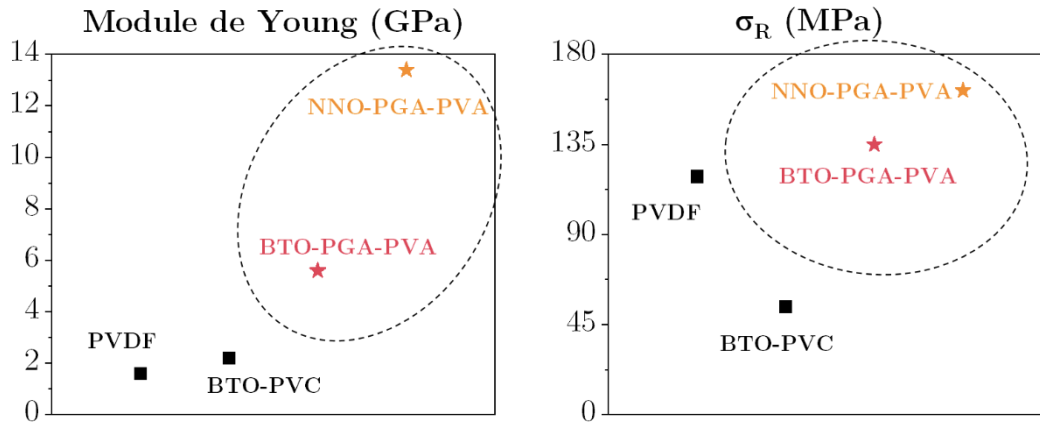 Module de Young (GPa)
14
12
10
8
6
4
2
0
NNO-PGA-PVA
BTO-PGA-PVA
PVDF
BTO-PVC
σR (MPa)
180
135
90
45
0
NNO-PGA-PVA
BTO-PGA-PVA
PVDF
BTO-PVC